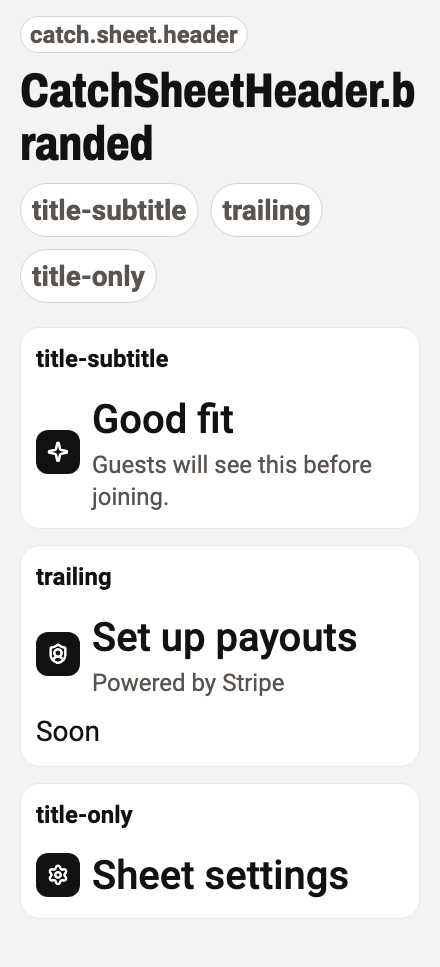 catch.sheet.header
CatchSheetHeader.b
randed
title-subtitle
trailing
title-only
title-subtitle
Good fit
Guests will see this before
joining.
trailing
Set up payouts
Powered by Stripe
Soon
title-only
Sheet settings